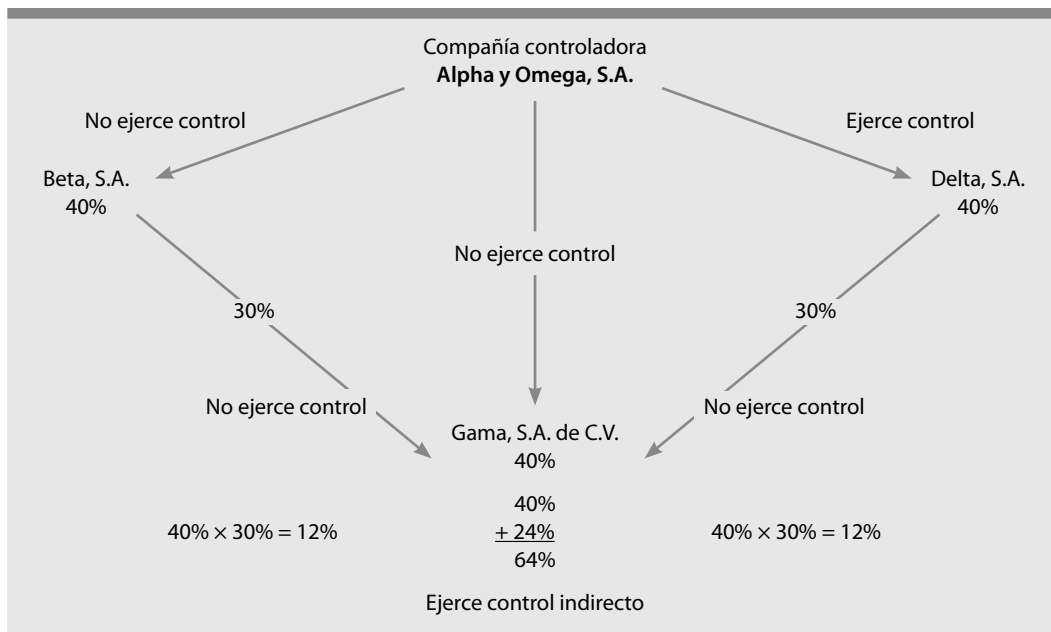 Compañía controladora
Alpha y Omega, S.A.
No ejerce control
Ejerce control
Beta, S.A.
40%
Delta, S.A.
40%
No ejerce control
30%
30%
No ejerce control
No ejerce control
Gama, S.A. de C.V.
40%
40%
40% × 30% = 12%
+ 24%
40% × 30% = 12%
64%
Ejerce control indirecto